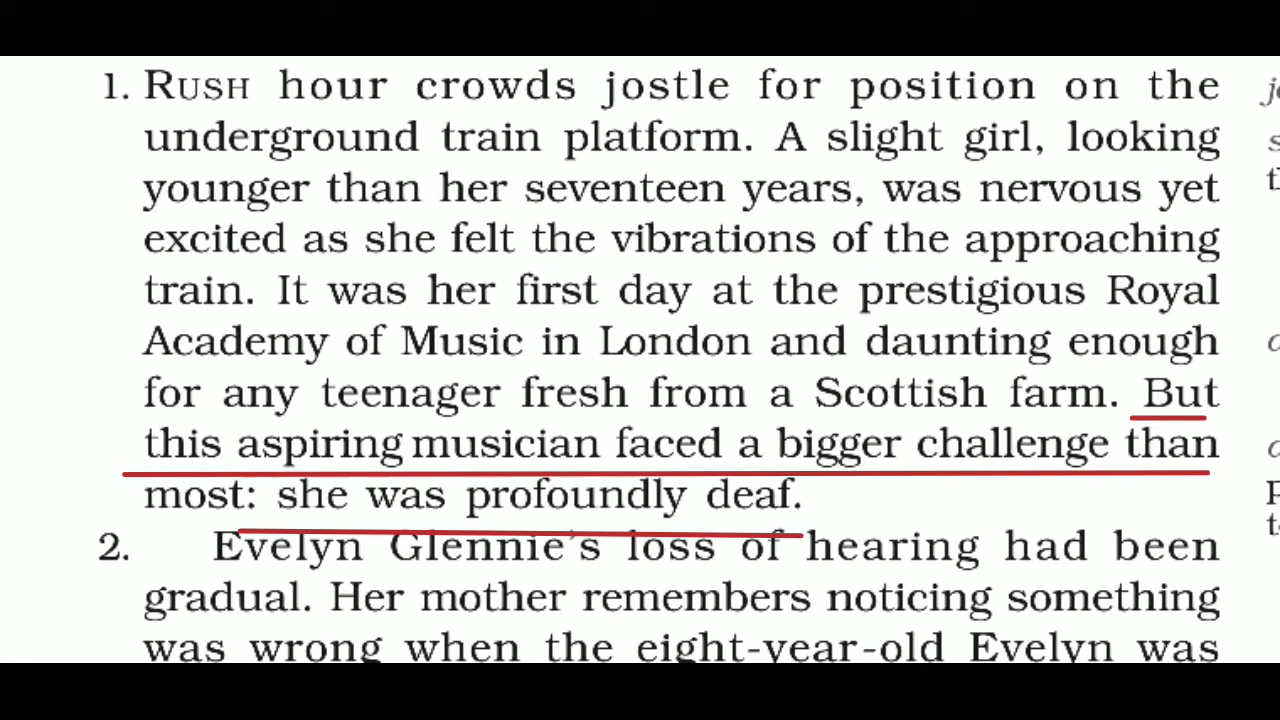 1. RUSH hour crowds jostle for position on the
underground train platform. A slight girl, looking
younger than her seventeen years, was nervous yet
excited as she felt the vibrations of the approaching
train. It was her first day at the prestigious Royal
Academy of Music in London and daunting enough
for any teenager fresh from a Scottish farm. But
this aspiring musician faced a bigger challenge than
most: she was profoundly deaf.
2. Evelyn Glennie's loss of hearing had been
gradual. Her mother remembers noticing something
was wrong when the eight-year-old Evelyn was